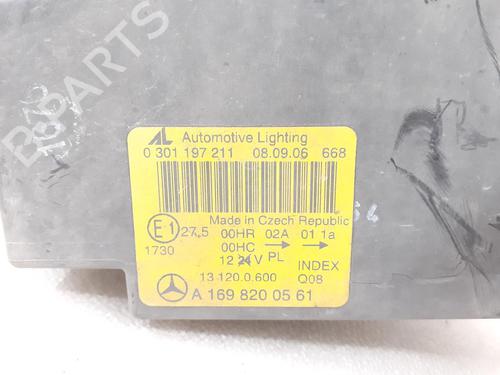 B-PARTS
AL Automotive Lighting
0 301 197 211 08.09.06 668
Made in Czech Republic
E1 27,5 00HR 02A 01 1a
1730 00HC → →
12 24 V PL
13 120.0.600 INDEX Q08
A 169 820 05 61